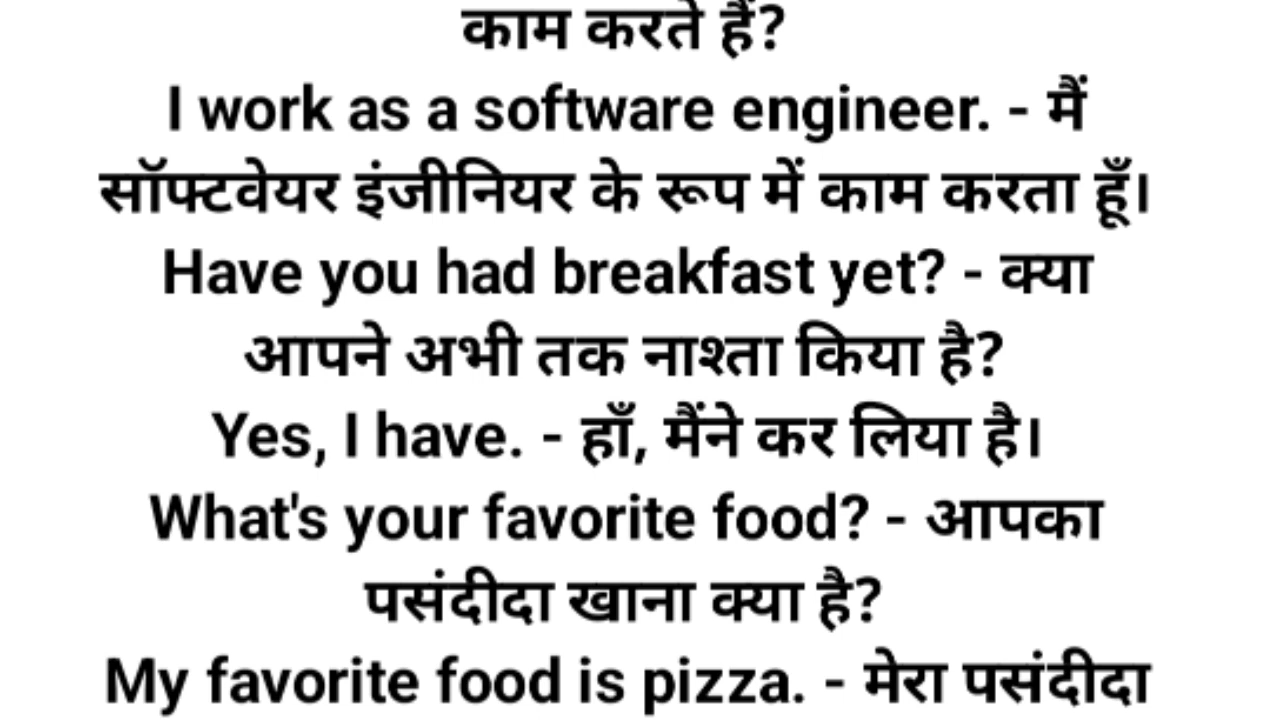 काम करते हैं?
I work as a software engineer. - मैं
सॉफ्टवेयर इंजीनियर के रूप में काम करता हूँ।
Have you had breakfast yet? - क्या
आपने अभी तक नाश्ता किया है?
Yes, I have. - हाँ, मैंने कर लिया है।
What's your favorite food? - आपका
पसंदीदा खाना क्या है?
My favorite food is pizza. - मेरा पसंदीदा